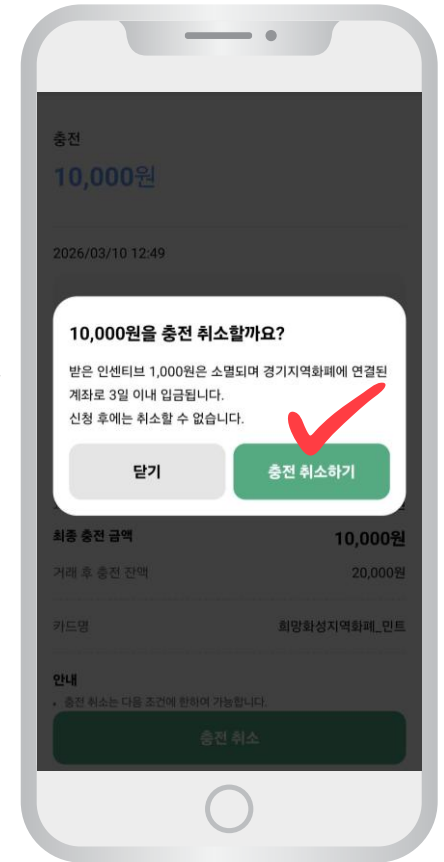 충전
10,000원
2026/03/10 12:49
10,000원을 충전 취소할까요?
받은 인센티브 1,000원은 소멸되며 경기지역화폐에 연결된
계좌로 3일 이내 입금됩니다.
신청 후에는 취소할 수 없습니다.
닫기 충전 취소하기
최종 충전 금액 10,000원
거래 후 충전 잔액 20,000원
카드명 희망화성지역화폐_민트
안내
• 충전 취소는 다음 조건에 한하여 가능합니다.
충전 취소